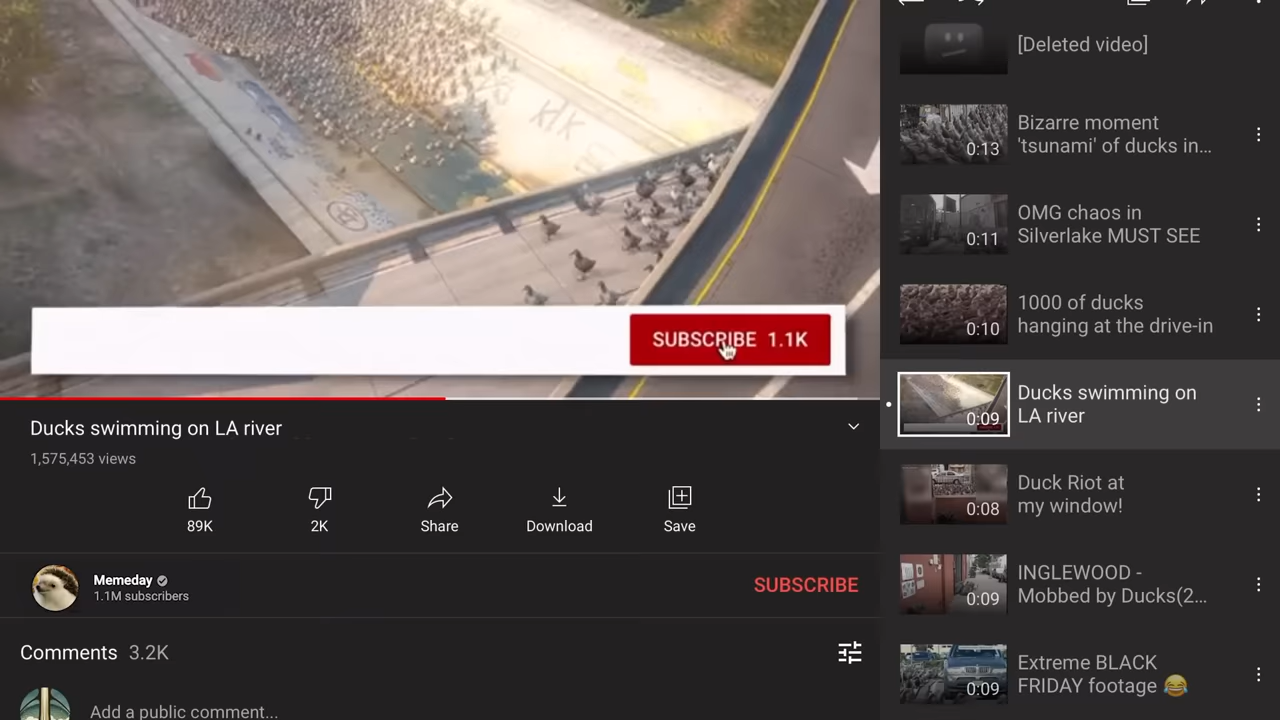 SUBSCRIBE 1.1K
Ducks swimming on LA river
1,575,453 views
89K
2K
Share
Download
Save
Memeday
1.1M subscribers
SUBSCRIBE
Comments 3.2K
Add a public comment...
[Deleted video]
0:13
Bizarre moment
'tsunami' of ducks in...
0:11
OMG chaos in
Silverlake MUST SEE
0:10
1000 of ducks
hanging at the drive-in
0:09
Ducks swimming on
LA river
0:08
Duck Riot at
my window!
0:09
INGLEWOOD -
Mobbed by Ducks(2...
0:09
Extreme BLACK
FRIDAY footage 😂